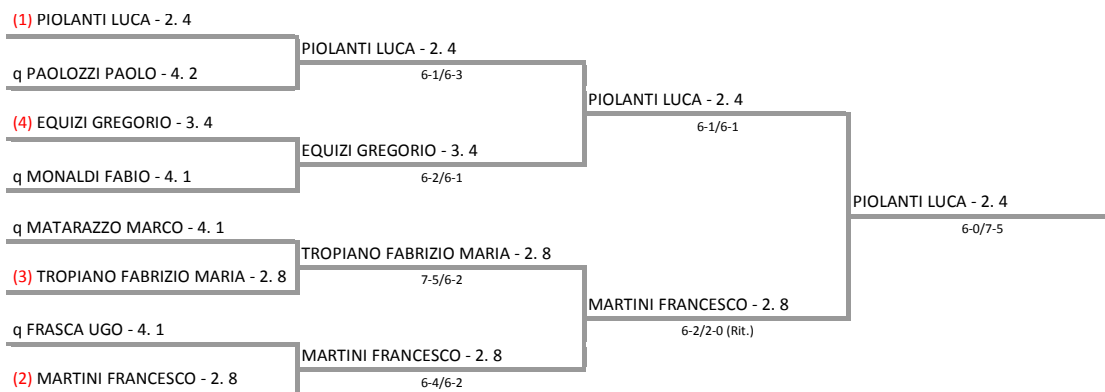 (1) PIOLANTI LUCA - 2. 4
PIOLANTI LUCA - 2. 4
q PAOLOZZI PAOLO - 4. 2
6-1/6-3
PIOLANTI LUCA - 2. 4
(4) EQUIZI GREGORIO - 3. 4
6-1/6-1
EQUIZI GREGORIO - 3. 4
q MONALDI FABIO - 4. 1
6-2/6-1
PIOLANTI LUCA - 2. 4
q MATARAZZO MARCO - 4. 1
6-0/7-5
TROPIANO FABRIZIO MARIA - 2. 8
(3) TROPIANO FABRIZIO MARIA - 2. 8
7-5/6-2
MARTINI FRANCESCO - 2. 8
q FRASCA UGO - 4. 1
6-2/2-0 (Rit.)
MARTINI FRANCESCO - 2. 8
(2) MARTINI FRANCESCO - 2. 8
6-4/6-2